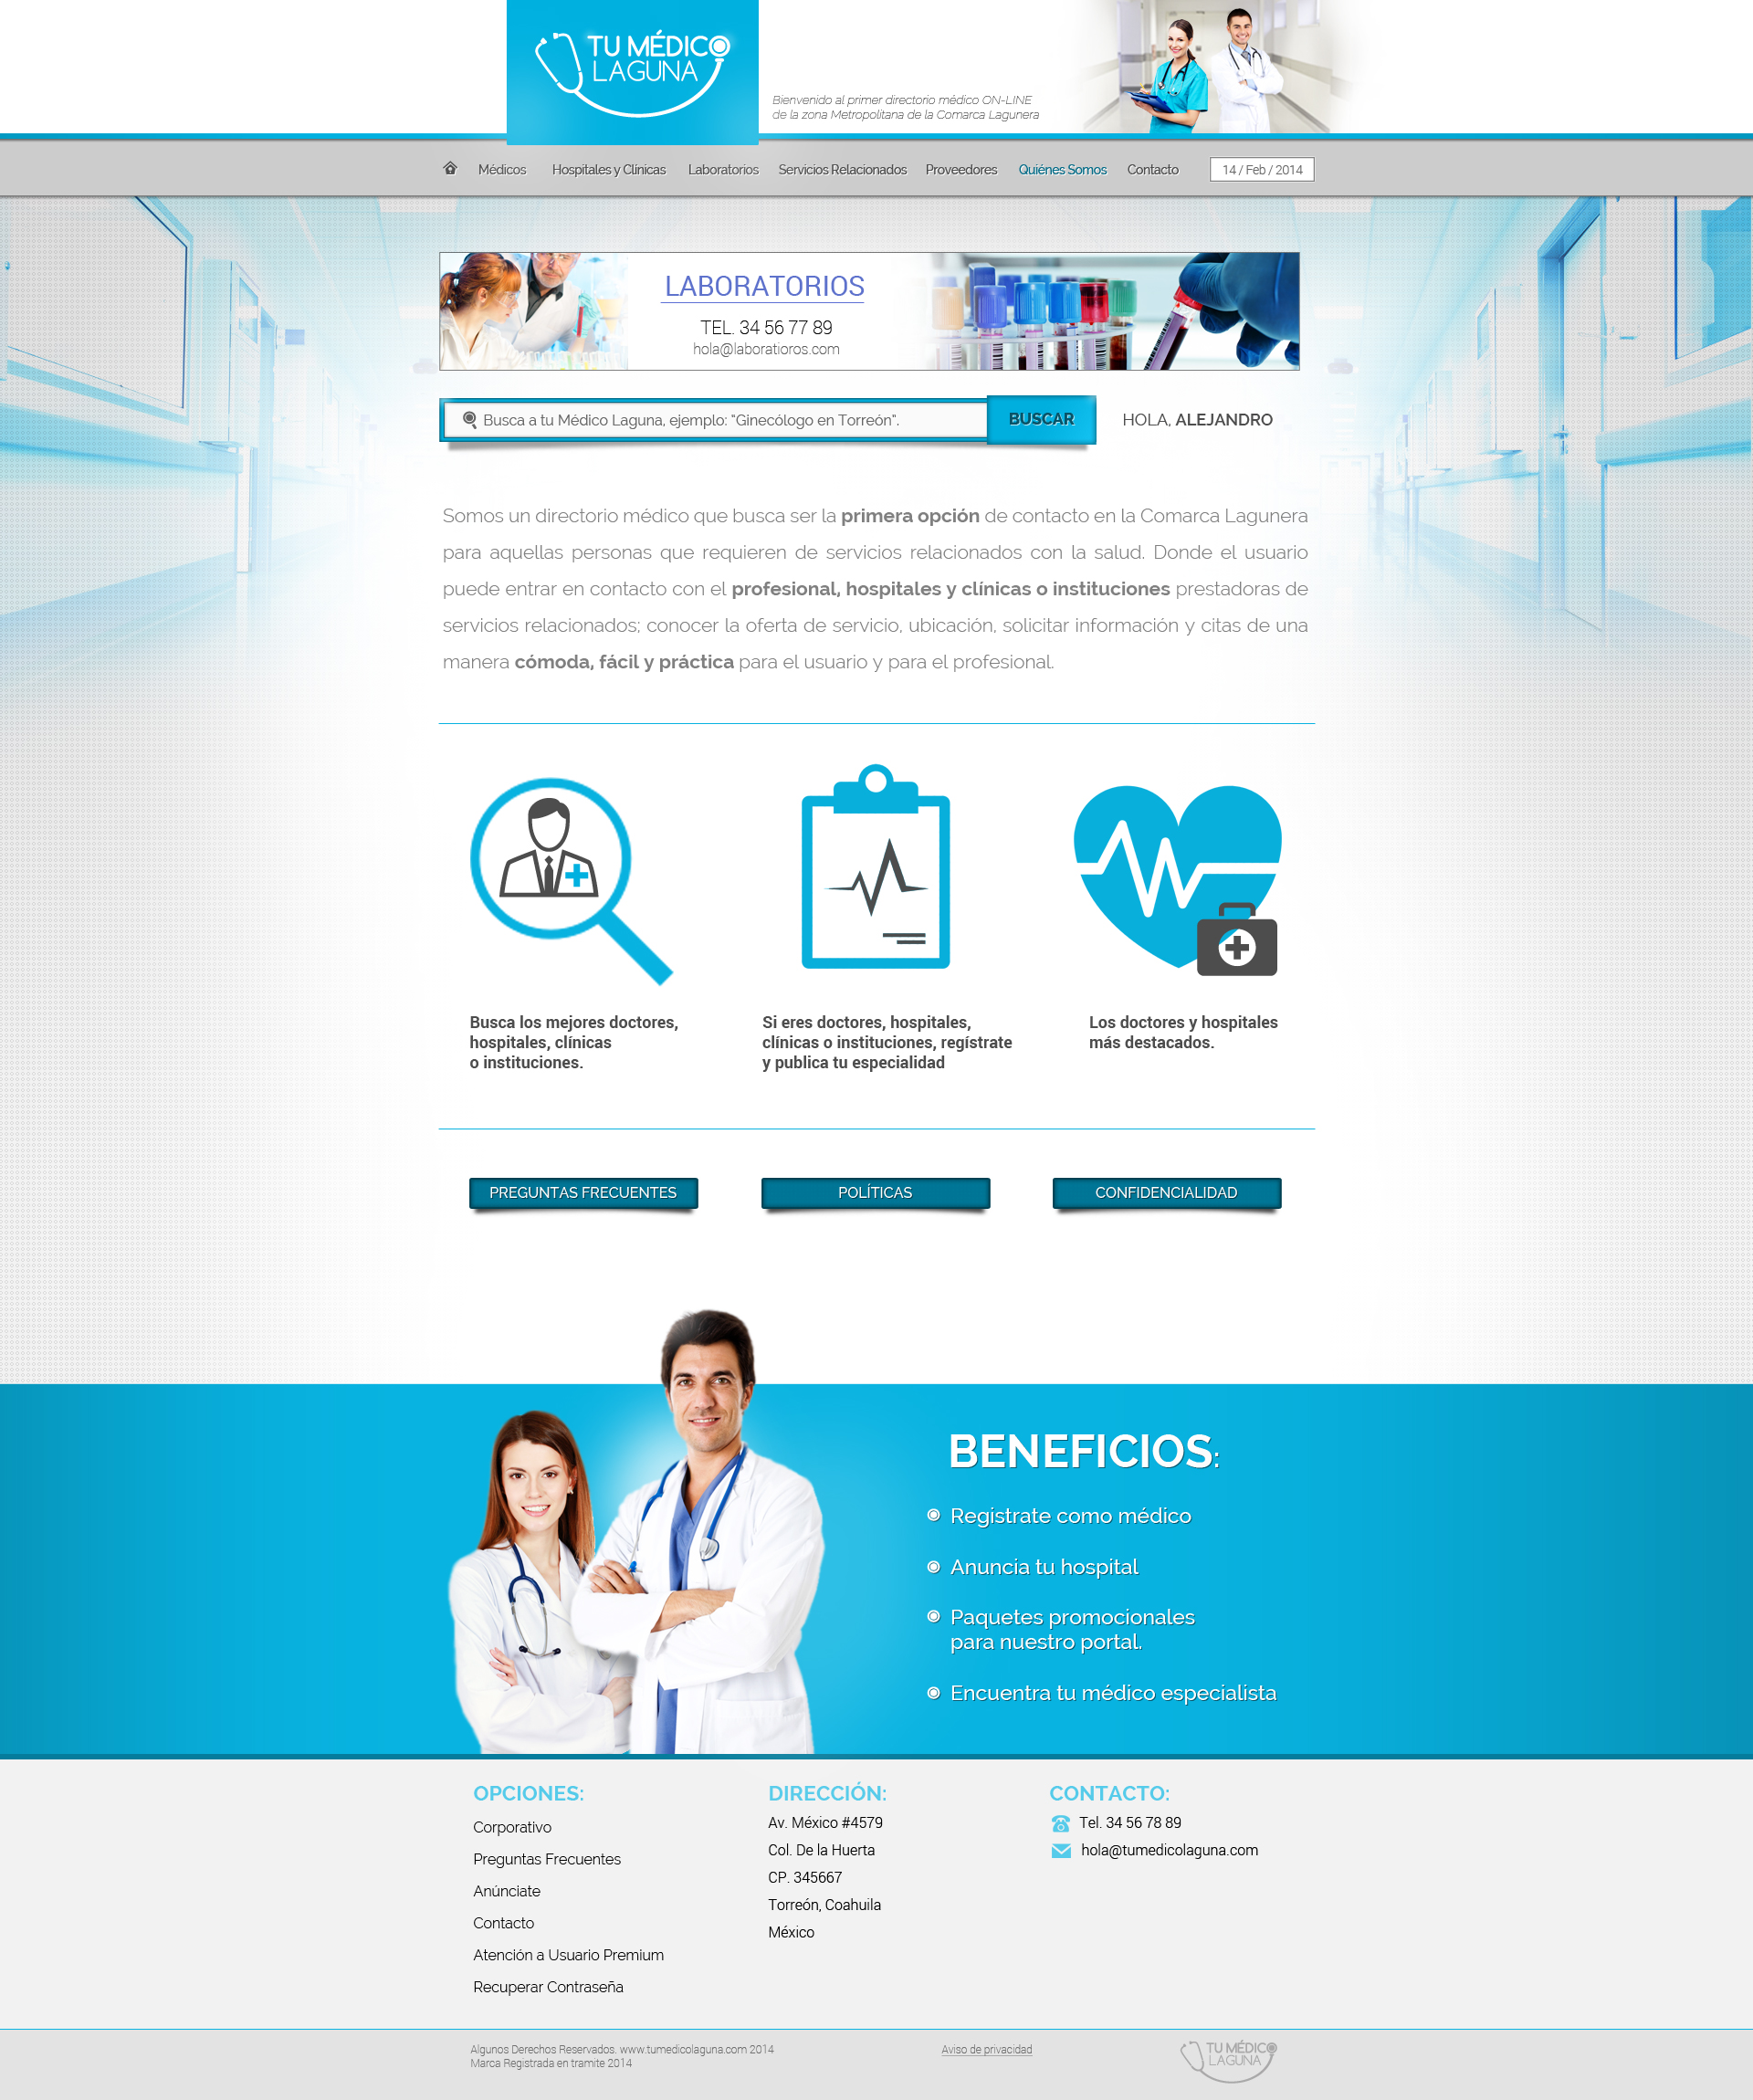 TU MÉDICO
LAGUNA
Bienvenido al primer directorio médico ON-LINE
de la zona Metropolitana de la Comarca Lagunera
Médicos Hospitales y Clínicas Laboratorios Servicios Relacionados Proveedores Quiénes Somos Contacto 14 / Feb / 2014
LABORATORIOS
TEL. 34 56 77 89
hola@laboratioros.com
Busca a tu Médico Laguna, ejemplo: "Ginecólogo en Torreón". BUSCAR HOLA, ALEJANDRO
Somos un directorio médico que busca ser la primera opción de contacto en la Comarca Lagunera
para aquellas personas que requieren de servicios relacionados con la salud. Donde el usuario
puede entrar en contacto con el profesional, hospitales y clínicas o instituciones prestadoras de
servicios relacionados; conocer la oferta de servicio, ubicación, solicitar información y citas de una
manera cómoda, fácil y práctica para el usuario y para el profesional.
Busca los mejores doctores,
hospitales, clínicas
o instituciones.
Si eres doctores, hospitales,
clínicas o instituciones, regístrate
y publica tu especialidad
Los doctores y hospitales
más destacados.
PREGUNTAS FRECUENTES POLÍTICAS CONFIDENCIALIDAD
BENEFICIOS:
Registrate como médico
Anuncia tu hospital
Paquetes promocionales
para nuestro portal.
Encuentra tu médico especialista
OPCIONES:
Corporativo
Preguntas Frecuentes
Anúnciate
Contacto
Atención a Usuario Premium
Recuperar Contraseña
DIRECCIÓN:
Av. México #4579
Col. De la Huerta
CP. 345667
Torreón, Coahuila
México
CONTACTO:
Tel. 34 56 78 89
hola@tumedicolaguna.com
Algunos Derechos Reservados. www.tumedicolaguna.com 2014
Marca Registrada en tramite 2014
Aviso de privacidad
TU MÉDICO
LAGUNA